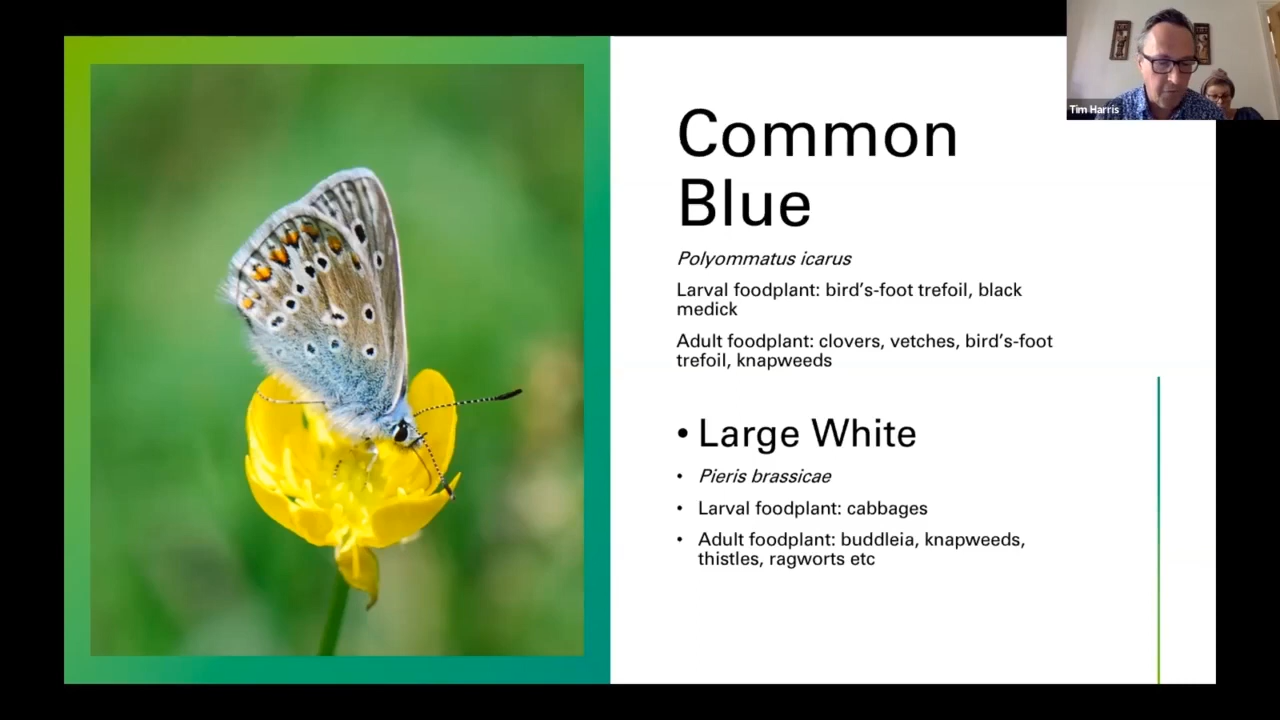 Common
Blue
Polyommatus icarus
Larval foodplant: bird’s-foot trefoil, black
medick
Adult foodplant: clovers, vetches, bird’s-foot
trefoil, knapweeds
• Large White
• Pieris brassicae
• Larval foodplant: cabbages
• Adult foodplant: buddleia, knapweeds,
thistles, ragworts etc
Tim Harris